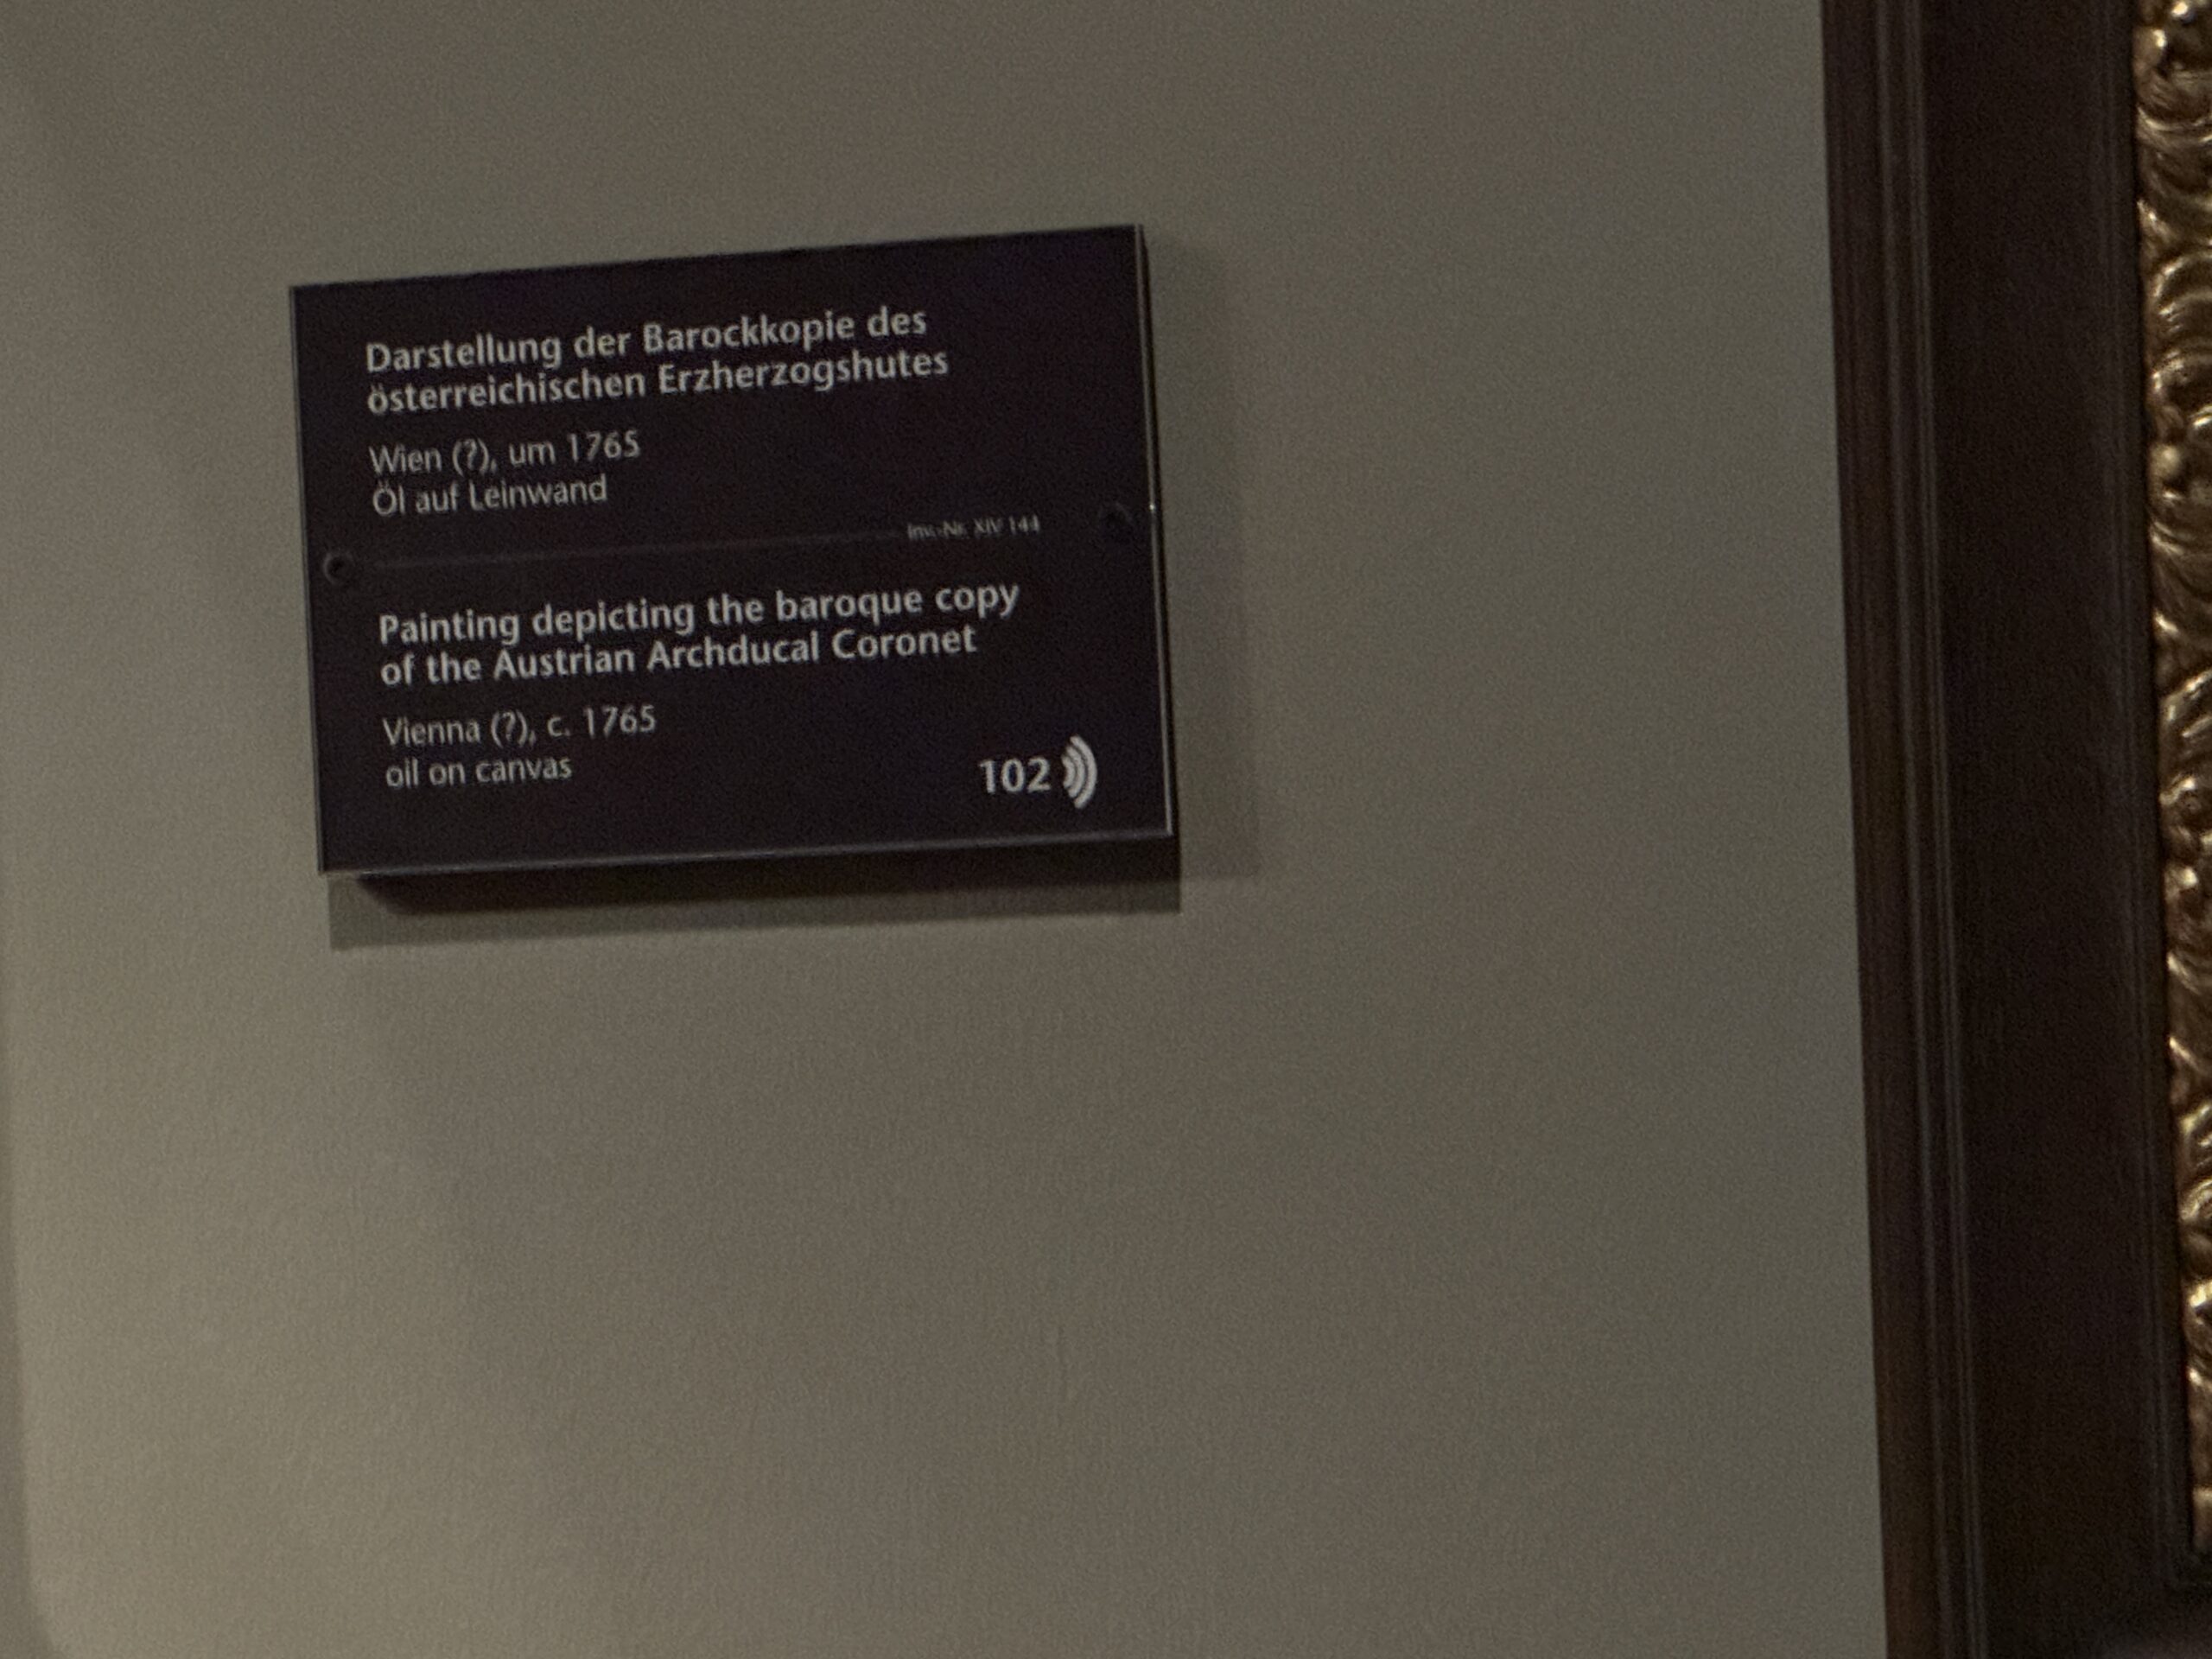 Darstellung der Barockkopie des
österreichischen Erzherzogshutes
Wien (?), um 1765
Öl auf Leinwand
Inv.-Nr. XIV 144
Painting depicting the baroque copy
of the Austrian Archducal Coronet
Vienna (?), c. 1765
oil on canvas
102